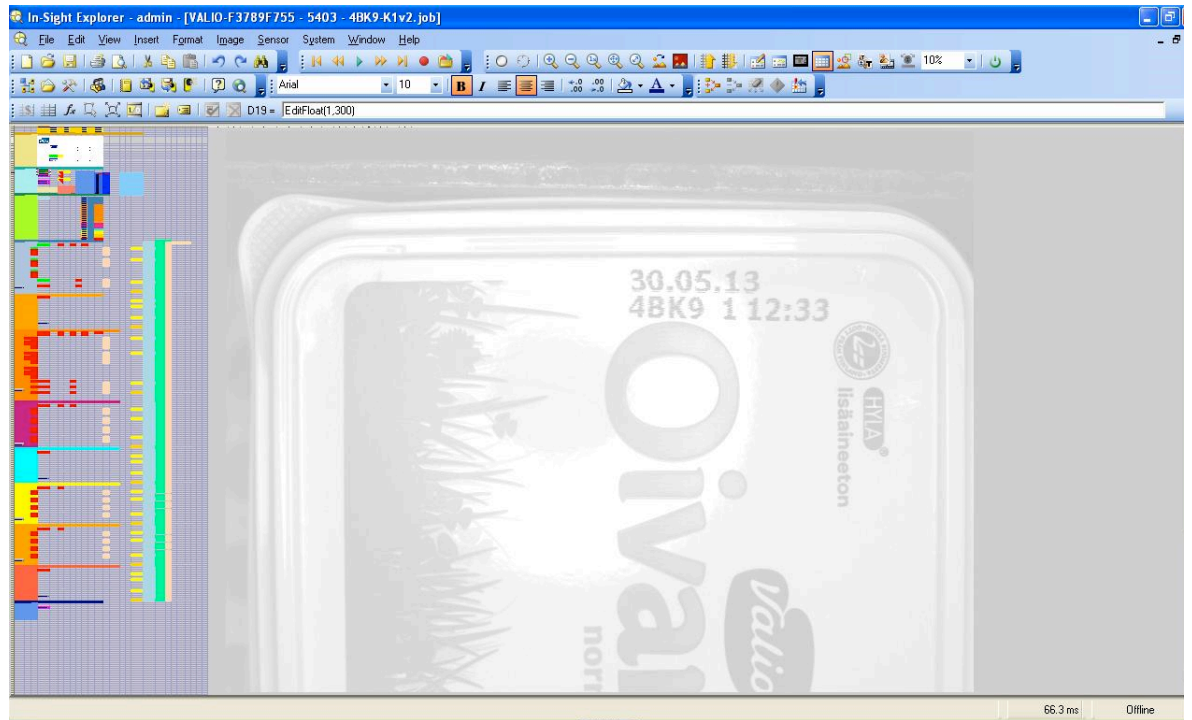 In-Sight Explorer - admin - [VALIO-F3789F755 - 5403 - 4BK9-K1v2.job]
File Edit View Insert Format Image Sensor System Window Help
10%
Arial 10 B I
D19 = EditFloat(1,300)
30.05.13
4BK9 1 12:33
Oivar
norr
Valio
HYLA®
lisäaineeton
66.3 ms Offline